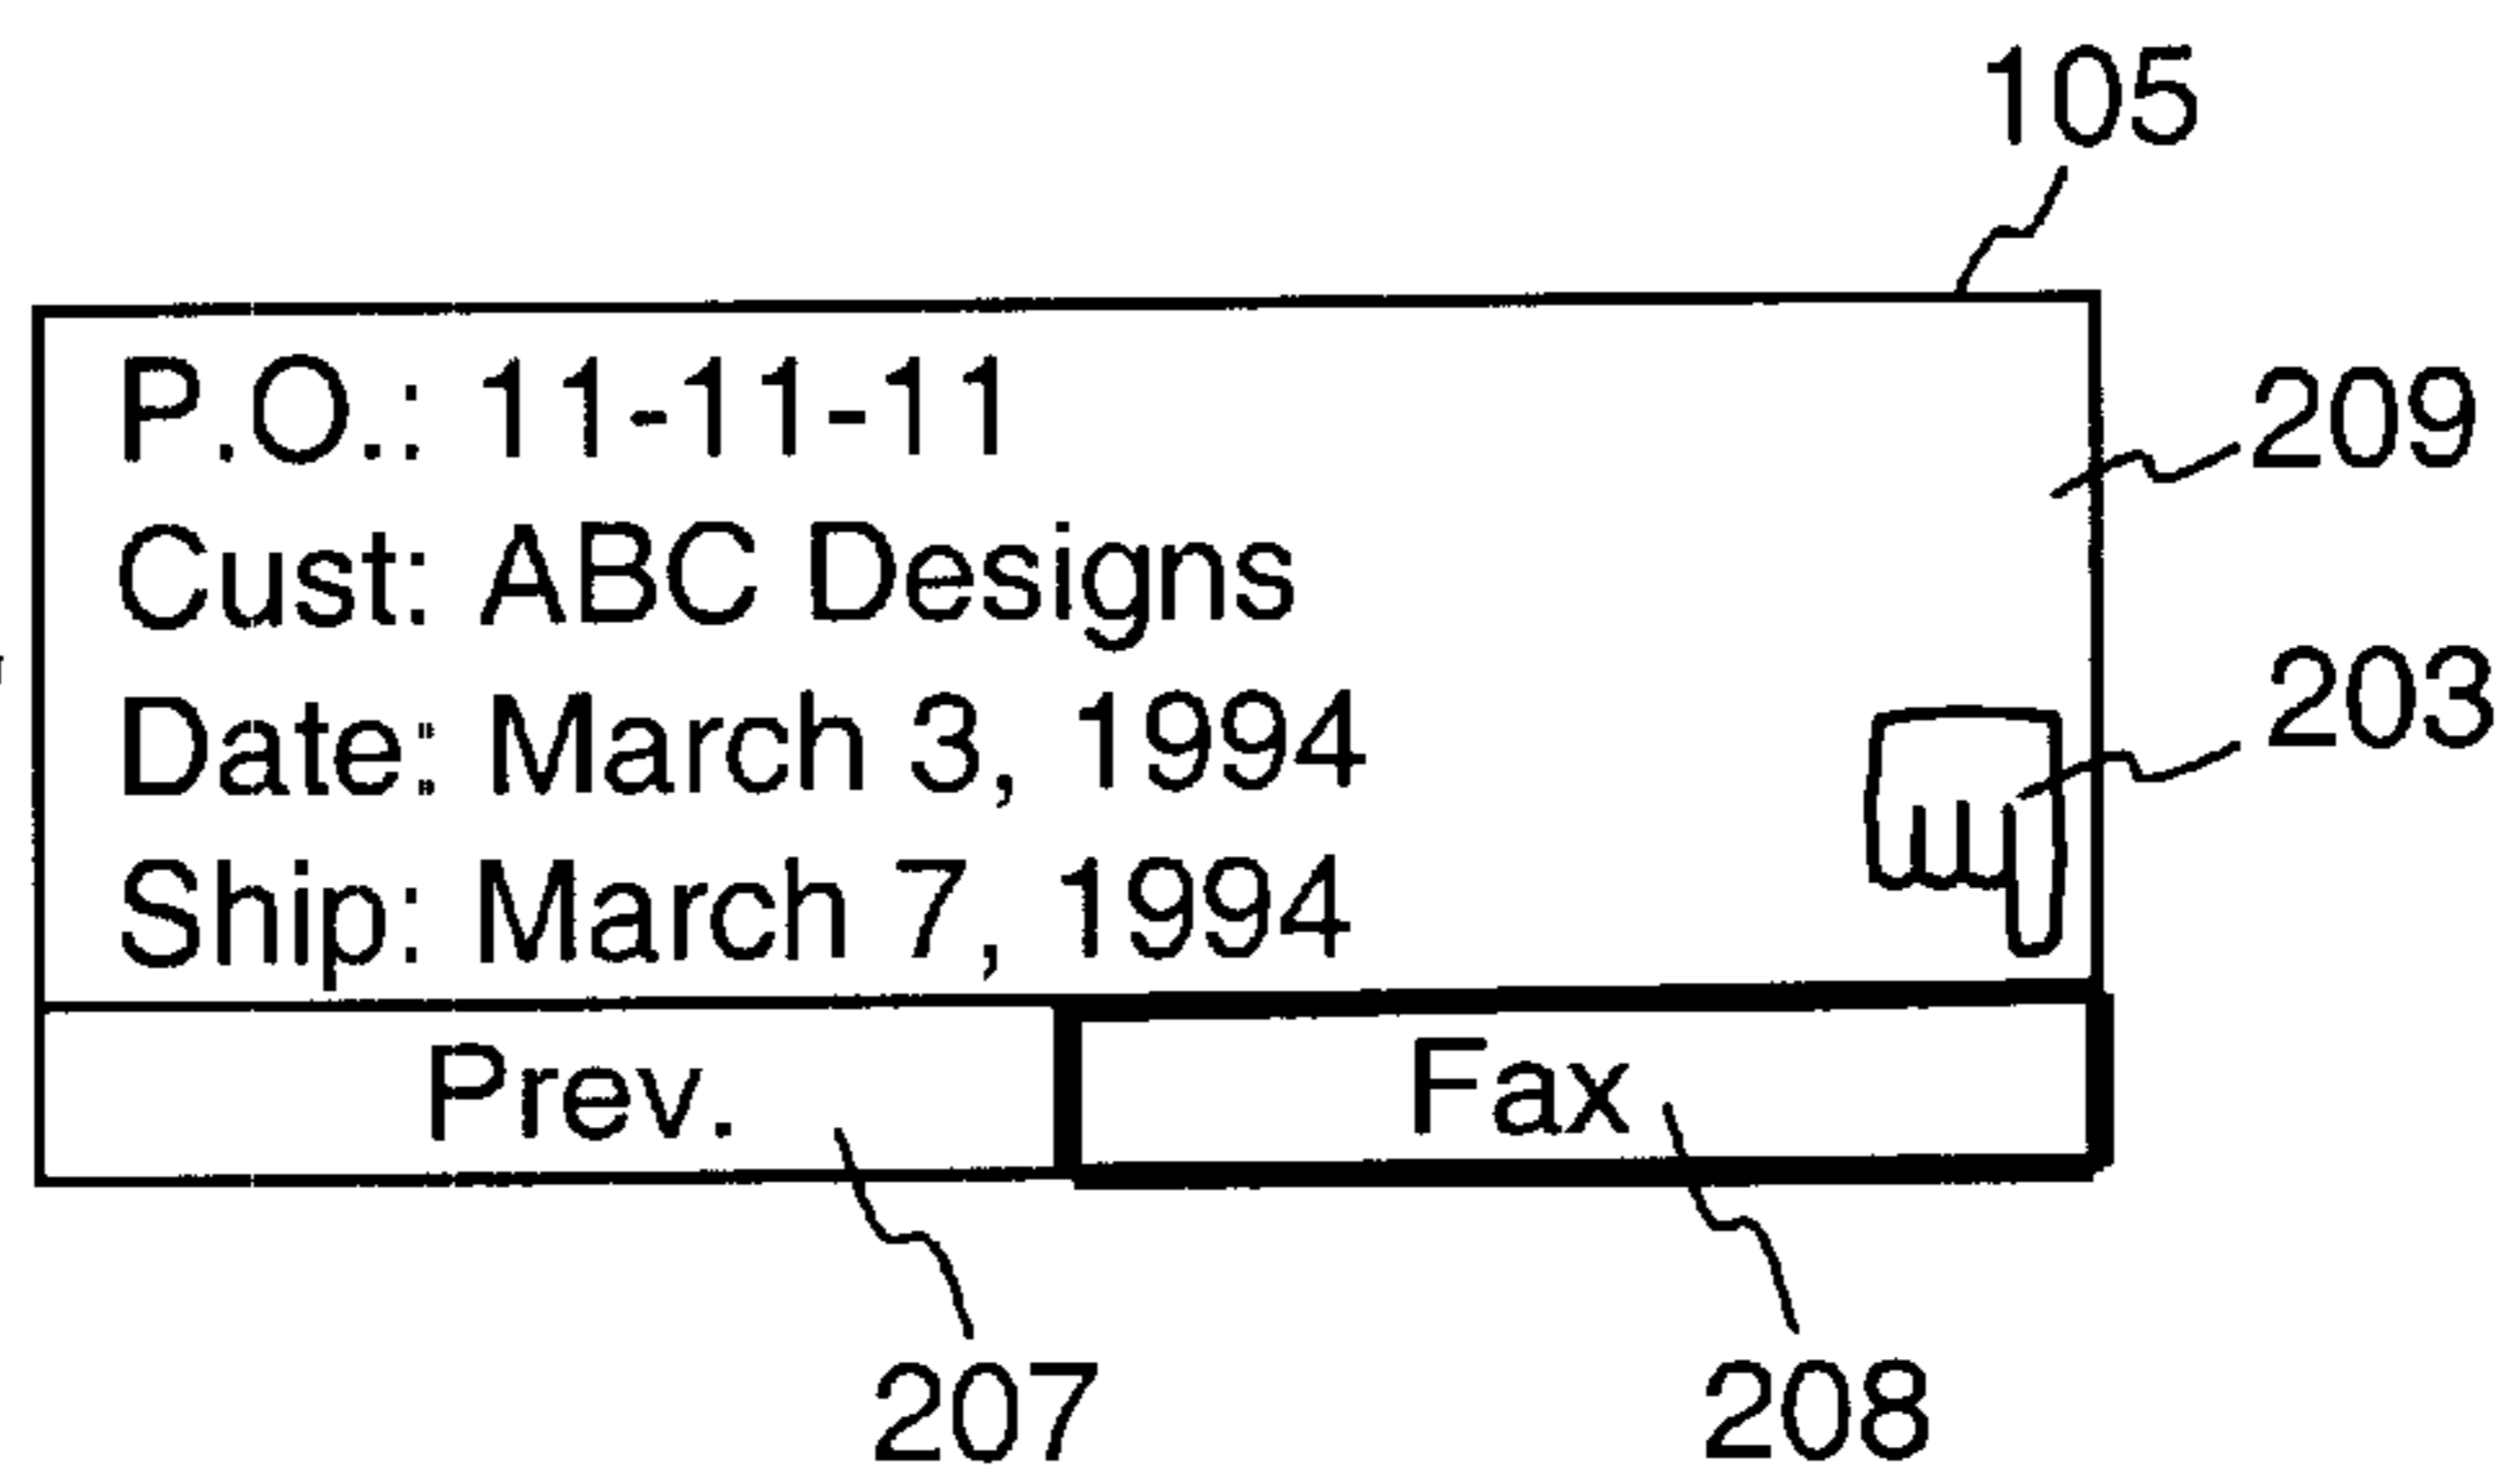 105
P.O.: 11-11-11
209
Cust: ABC Designs
203
Date: March 3, 1994
Ship: March 7, 1994
Prev. Fax
207 208